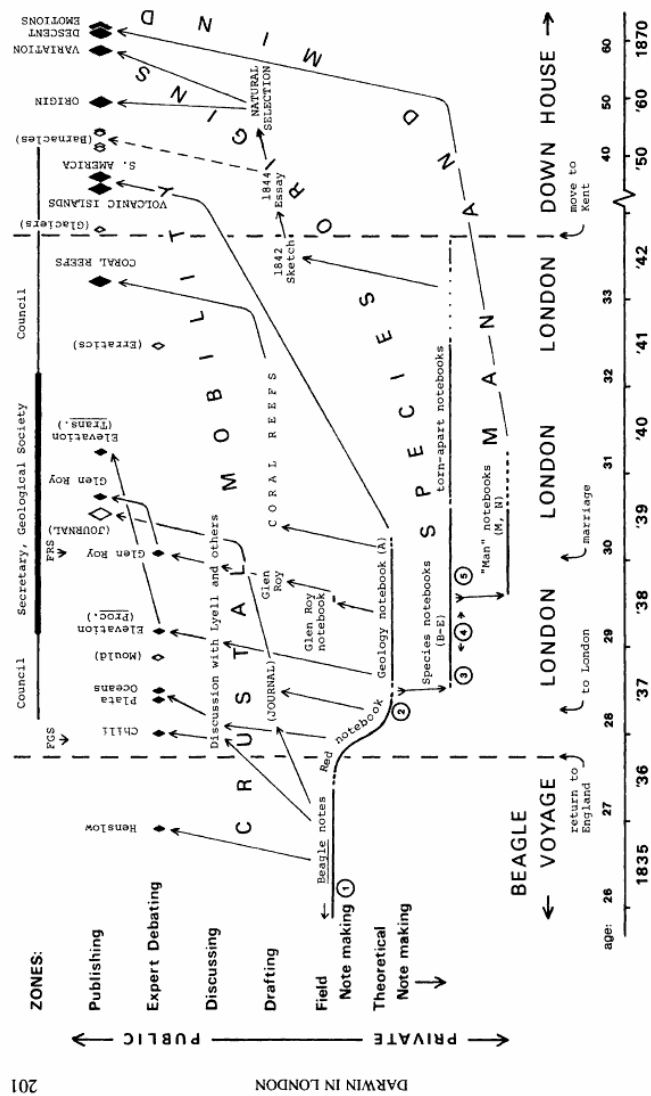 201
DARWIN IN LONDON
PUBLIC
PRIVATE
ZONES:
Publishing
Expert Debating
Discussing
Drafting
Field
Note making
Theoretical
Note making
Council
Secretary, Geological Society
Council
FGS
FRS
Henslow
Chili
Plata
Oceans
(Mould)
Elevation
(Proc.)
Glen Roy
(JOURNAL)
Glen Roy
Elevation
(Trans.)
(Erratics)
CORAL REEFS
(Glaciers)
VOLCANIC ISLANDS
S. AMERICA
(Barnacles)
ORIGIN
VARIATION
DESCENT
EMOTIONS
CRUSTAL MOBILITY
Discussion with Lyell and others
(JOURNAL)
Glen
Roy
Glen Roy
notebook
CORAL REEFS
1842
Sketch
1844
Essay
NATURAL
SELECTION
SPECIES ORIGINS
Beagle notes
Red notebook
Geology notebook (A)
Species notebooks
(B-E)
torn-apart notebooks
"Man" notebooks
(M, N)
MAN AND MIND
1
2
3
4
5
BEAGLE
VOYAGE
LONDON
LONDON
LONDON
DOWN HOUSE
return to
England
to London
marriage
move to
Kent
age: 26 27 28 29 30 31 32 33 40 50 60
1835 '36 '37 '38 '39 '40 '41 '42 '50 '60 1870